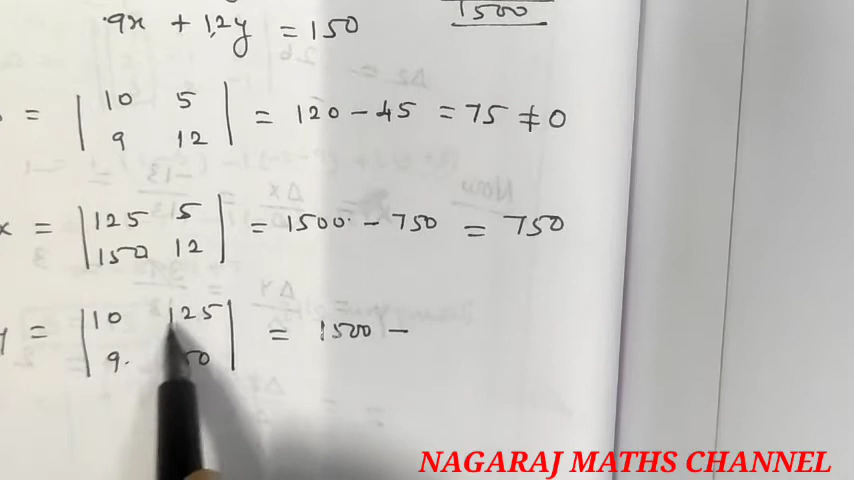 9x + 12y = 150
1500
= | 10 5 | = 120 - 45 = 75 ≠ 0
| 9 12 |
x = | 125 5 | = 1500 - 750 = 750
| 150 12 |
y = | 10 125 | = 1500 -
| 9 50 |
NAGARAJ MATHS CHANNEL